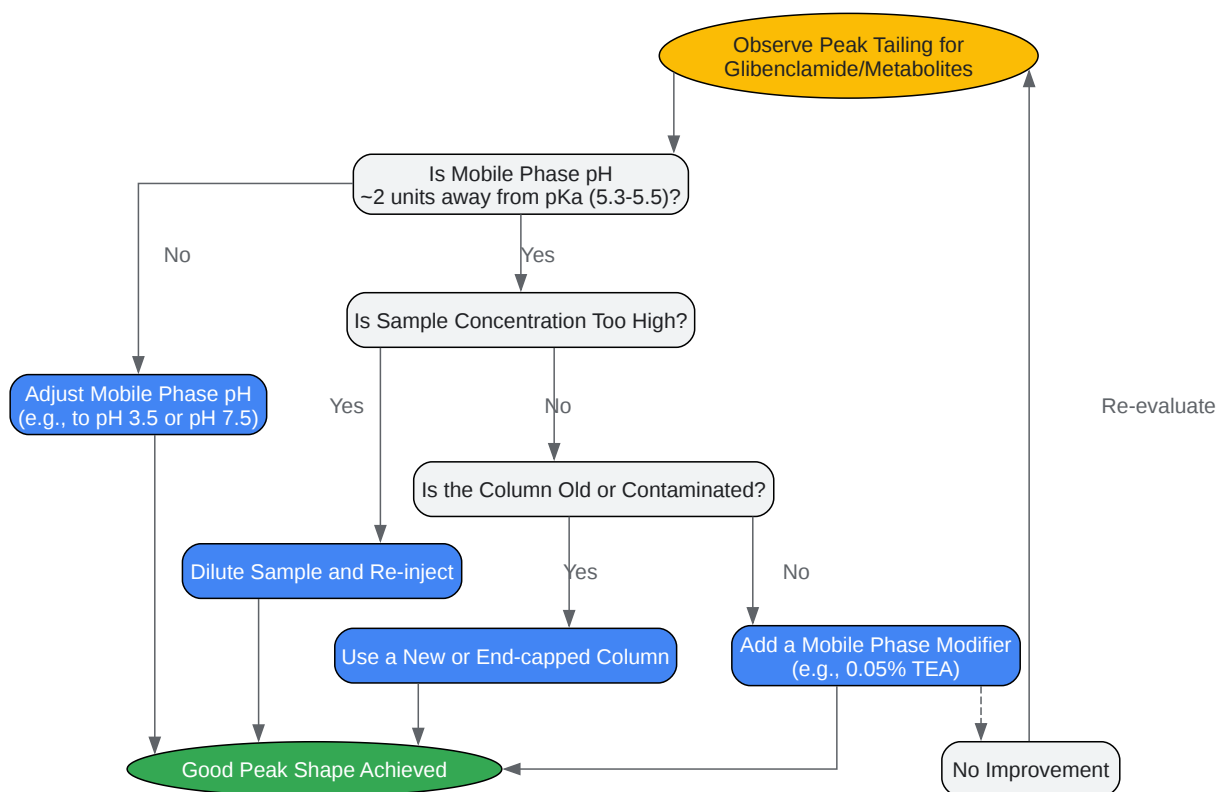 Observe Peak Tailing for
Glibenclamide/Metabolites
Is Mobile Phase pH
~2 units away from pKa (5.3-5.5)?
No
Yes
Is Sample Concentration Too High?
Adjust Mobile Phase pH
(e.g., to pH 3.5 or pH 7.5)
Yes
No
Re-evaluate
Is the Column Old or Contaminated?
Dilute Sample and Re-inject
Yes
No
Use a New or End-capped Column
Add a Mobile Phase Modifier
(e.g., 0.05% TEA)
Good Peak Shape Achieved
No Improvement